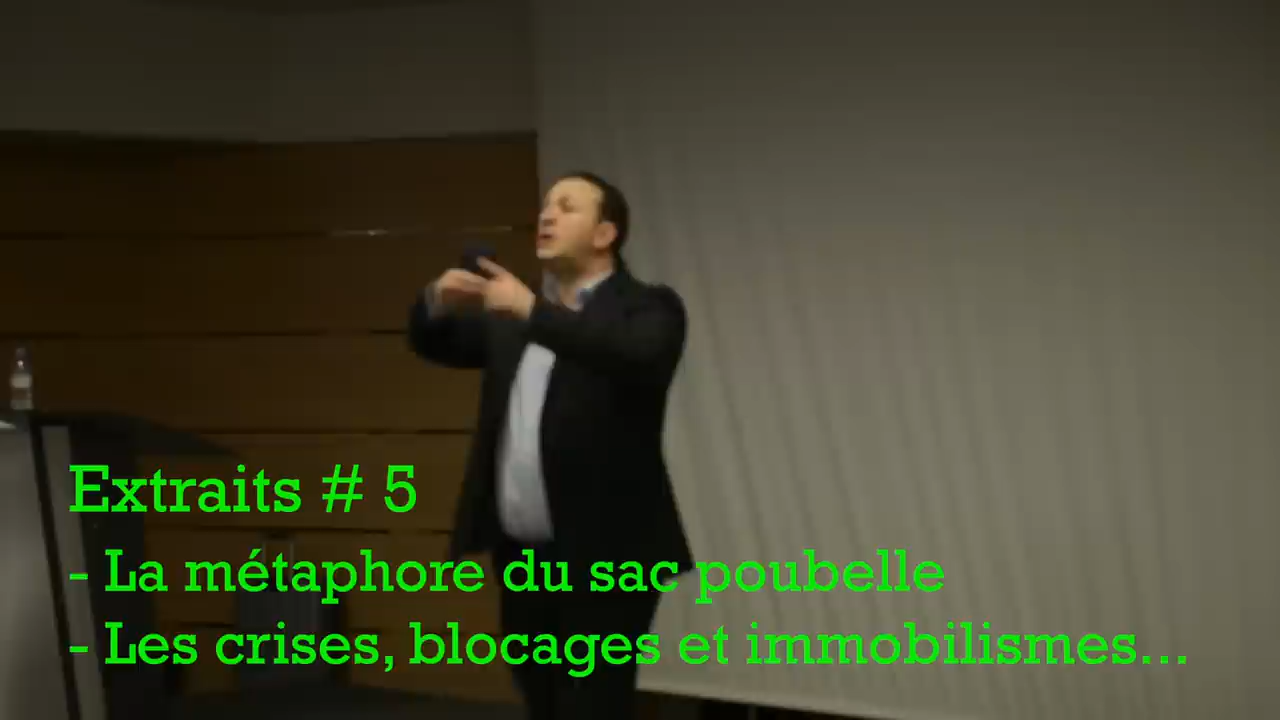 Extraits # 5
- La métaphore du sac poubelle
- Les crises, blocages et immobilismes...